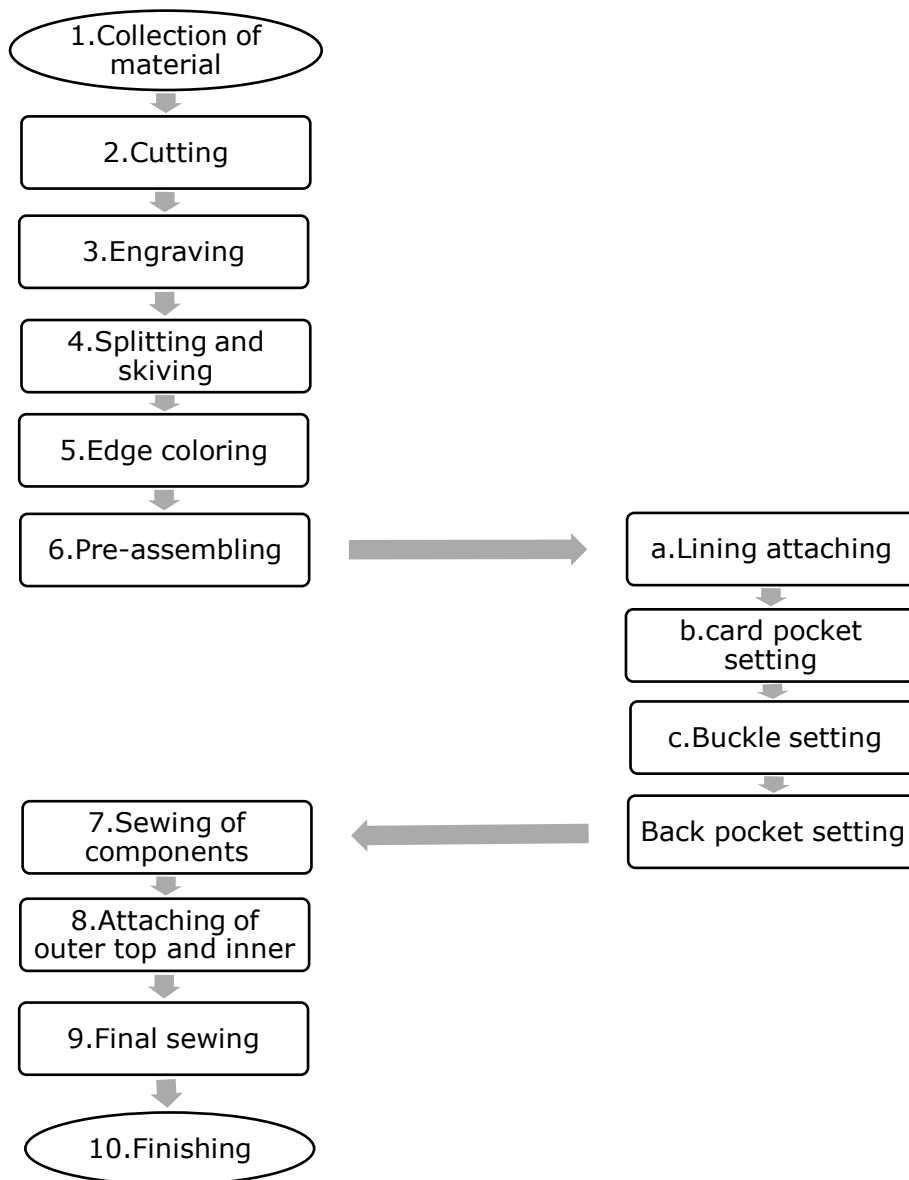 1.Collection of
material
2.Cutting
3.Engraving
4.Splitting and
skiving
5.Edge coloring
6.Pre-assembling
a.Lining attaching
b.card pocket
setting
c.Buckle setting
Back pocket setting
7.Sewing of
components
8.Attaching of
outer top and inner
9.Final sewing
10.Finishing